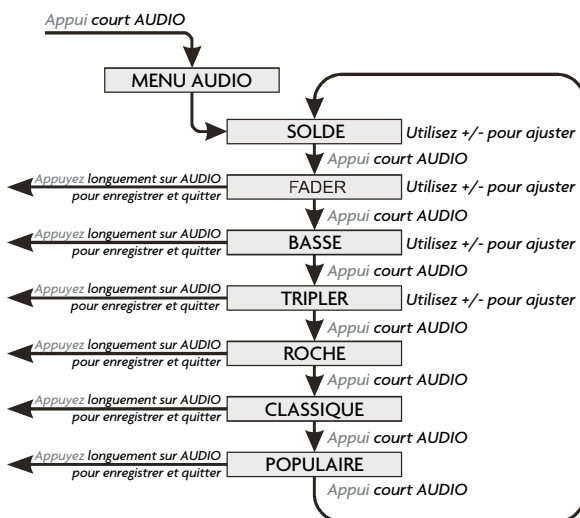 Appui court AUDIO
MENU AUDIO
SOLDE Utilisez +/- pour ajuster
Appui court AUDIO
Appuyez longuement sur AUDIO
pour enregistrer et quitter
FADER Utilisez +/- pour ajuster
Appui court AUDIO
Appuyez longuement sur AUDIO
pour enregistrer et quitter
BASSE Utilisez +/- pour ajuster
Appui court AUDIO
Appuyez longuement sur AUDIO
pour enregistrer et quitter
TRIPLER Utilisez +/- pour ajuster
Appui court AUDIO
Appuyez longuement sur AUDIO
pour enregistrer et quitter
ROCHE
Appui court AUDIO
Appuyez longuement sur AUDIO
pour enregistrer et quitter
CLASSIQUE
Appui court AUDIO
Appuyez longuement sur AUDIO
pour enregistrer et quitter
POPULAIRE
Appui court AUDIO